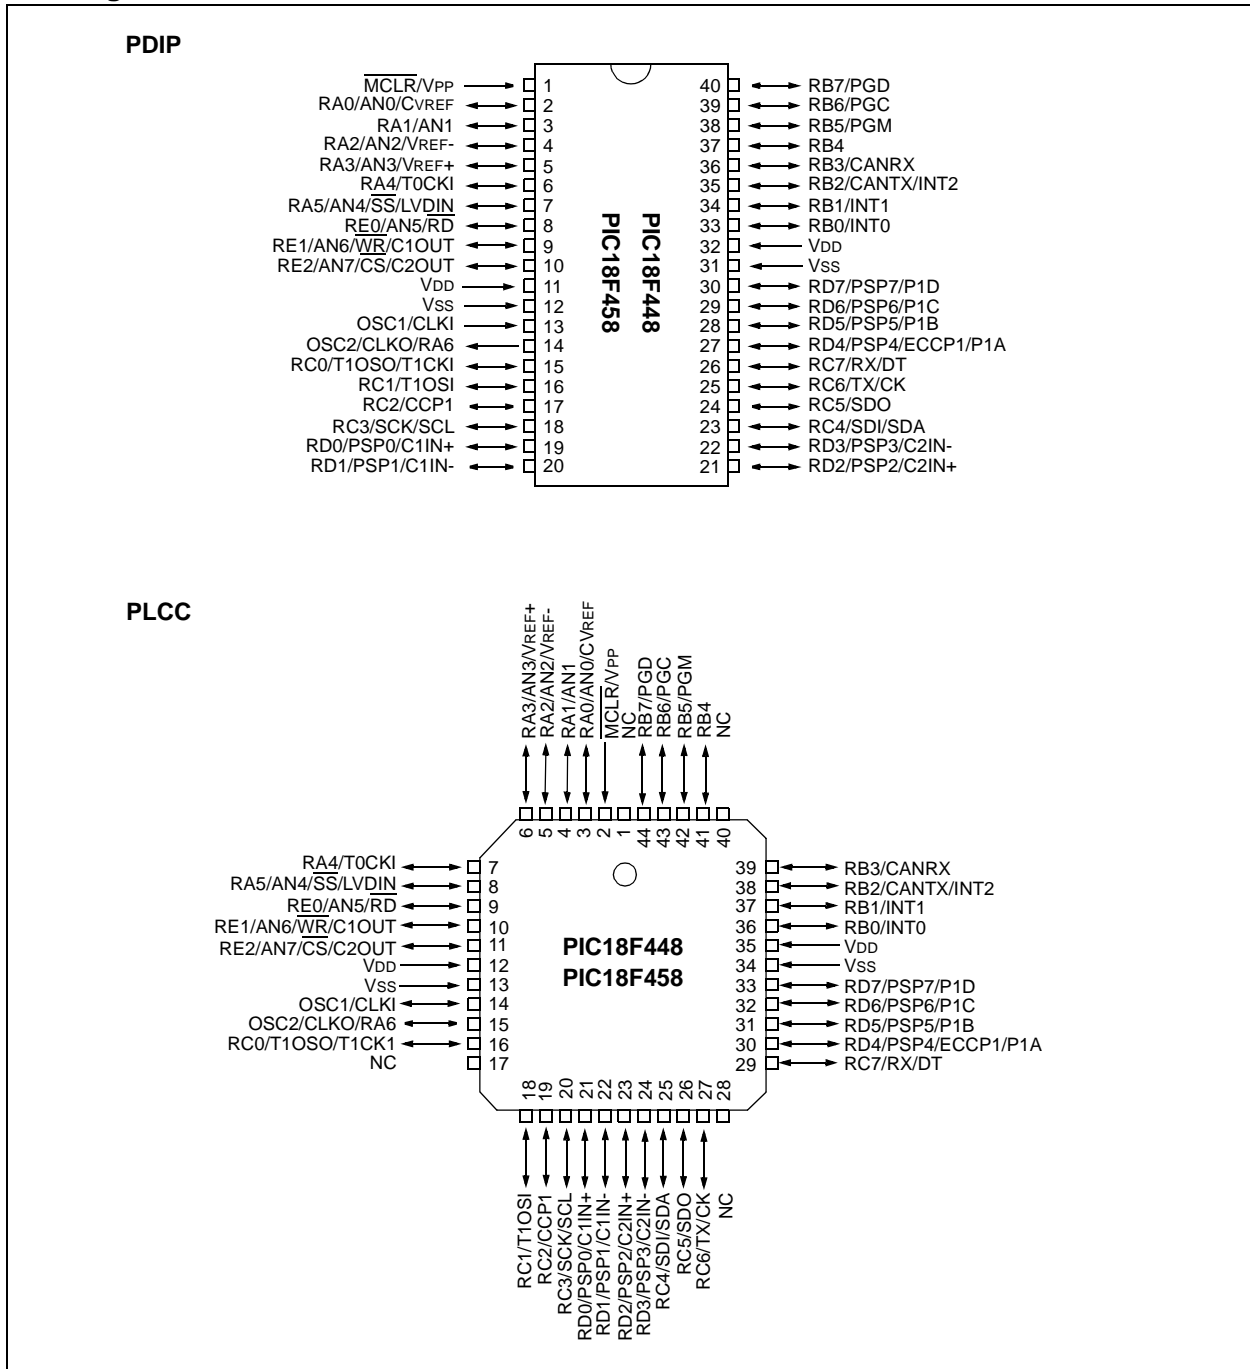 PDIP
MCLR/VPP 1
RA0/AN0/CVREF 2
RA1/AN1 3
RA2/AN2/VREF- 4
RA3/AN3/VREF+ 5
RA4/T0CKI 6
RA5/AN4/SS/LVDIN 7
RE0/AN5/RD 8
RE1/AN6/WR/C1OUT 9
RE2/AN7/CS/C2OUT 10
VDD 11
VSS 12
OSC1/CLKI 13
OSC2/CLKO/RA6 14
RC0/T1OSO/T1CKI 15
RC1/T1OSI 16
RC2/CCP1 17
RC3/SCK/SCL 18
RD0/PSP0/C1IN+ 19
RD1/PSP1/C1IN- 20
PIC18F448
PIC18F458
40 RB7/PGD
39 RB6/PGC
38 RB5/PGM
37 RB4
36 RB3/CANRX
35 RB2/CANTX/INT2
34 RB1/INT1
33 RB0/INT0
32 VDD
31 VSS
30 RD7/PSP7/P1D
29 RD6/PSP6/P1C
28 RD5/PSP5/P1B
27 RD4/PSP4/ECCP1/P1A
26 RC7/RX/DT
25 RC6/TX/CK
24 RC5/SDO
23 RC4/SDI/SDA
22 RD3/PSP3/C2IN-
21 RD2/PSP2/C2IN+
PLCC
RA3/AN3/VREF+ 6
RA2/AN2/VREF- 5
RA1/AN1 4
RA0/AN0/CVREF 3
MCLR/VPP 2
NC 1
RB7/PGD 44
RB6/PGC 43
RB5/PGM 42
RB4 41
NC 40
RA4/T0CKI 7
RA5/AN4/SS/LVDIN 8
RE0/AN5/RD 9
RE1/AN6/WR/C1OUT 10
RE2/AN7/CS/C2OUT 11
VDD 12
VSS 13
OSC1/CLKI 14
OSC2/CLKO/RA6 15
RC0/T1OSO/T1CK1 16
NC 17
PIC18F448
PIC18F458
39 RB3/CANRX
38 RB2/CANTX/INT2
37 RB1/INT1
36 RB0/INT0
35 VDD
34 VSS
33 RD7/PSP7/P1D
32 RD6/PSP6/P1C
31 RD5/PSP5/P1B
30 RD4/PSP4/ECCP1/P1A
29 RC7/RX/DT
18 RC1/T1OSI
19 RC2/CCP1
20 RC3/SCK/SCL
21 RD0/PSP0/C1IN+
22 RD1/PSP1/C1IN-
23 RD2/PSP2/C2IN+
24 RD3/PSP3/C2IN-
25 RC4/SDI/SDA
26 RC5/SDO
27 RC6/TX/CK
28 NC